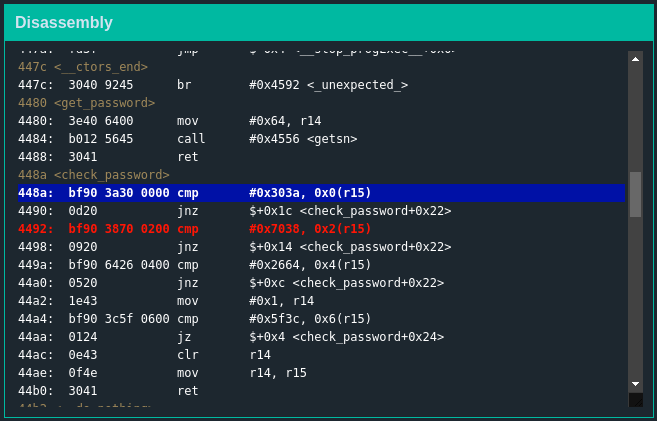 Disassembly
447c <__ctors_end>
447c: 3040 9245 br #0x4592 <_unexpected_>
4480 <get_password>
4480: 3e40 6400 mov #0x64, r14
4484: b012 5645 call #0x4556 <getsn>
4488: 3041 ret
448a <check_password>
448a: bf90 3a30 0000 cmp #0x303a, 0x0(r15)
4490: 0d20 jnz $+0x1c <check_password+0x22>
4492: bf90 3870 0200 cmp #0x7038, 0x2(r15)
4498: 0920 jnz $+0x14 <check_password+0x22>
449a: bf90 6426 0400 cmp #0x2664, 0x4(r15)
44a0: 0520 jnz $+0xc <check_password+0x22>
44a2: 1e43 mov #0x1, r14
44a4: bf90 3c5f 0600 cmp #0x5f3c, 0x6(r15)
44aa: 0124 jz $+0x4 <check_password+0x24>
44ac: 0e43 clr r14
44ae: 0f4e mov r14, r15
44b0: 3041 ret